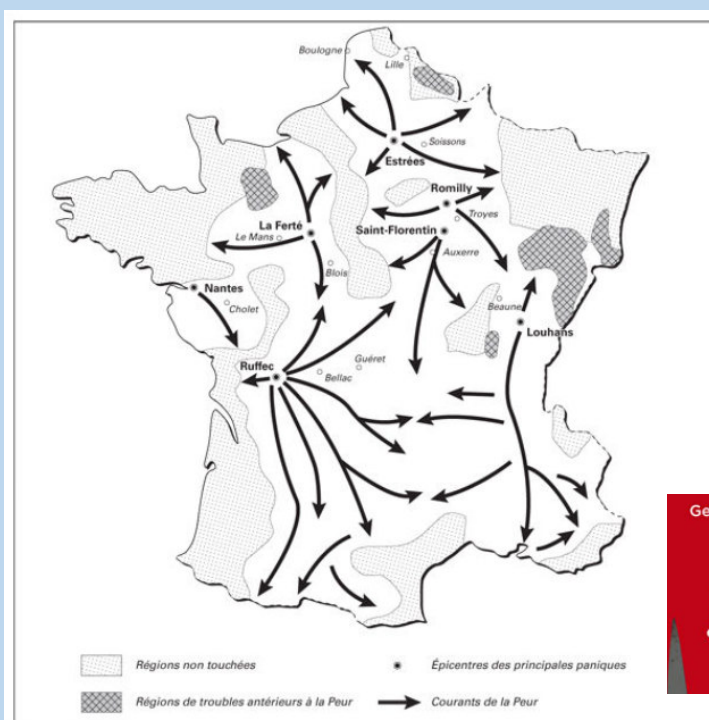 Boulogne
Lille
Soissons
Estrées
Romilly
Troyes
La Ferté
Saint-Florentin
Le Mans
Auxerre
Blois
Nantes
Cholet
Beaune
Louhans
Ruffec
Guéret
Bellac
Ge
Régions non touchées
Épicentres des principales paniques
Régions de troubles antérieurs à la Peur
Courants de la Peur